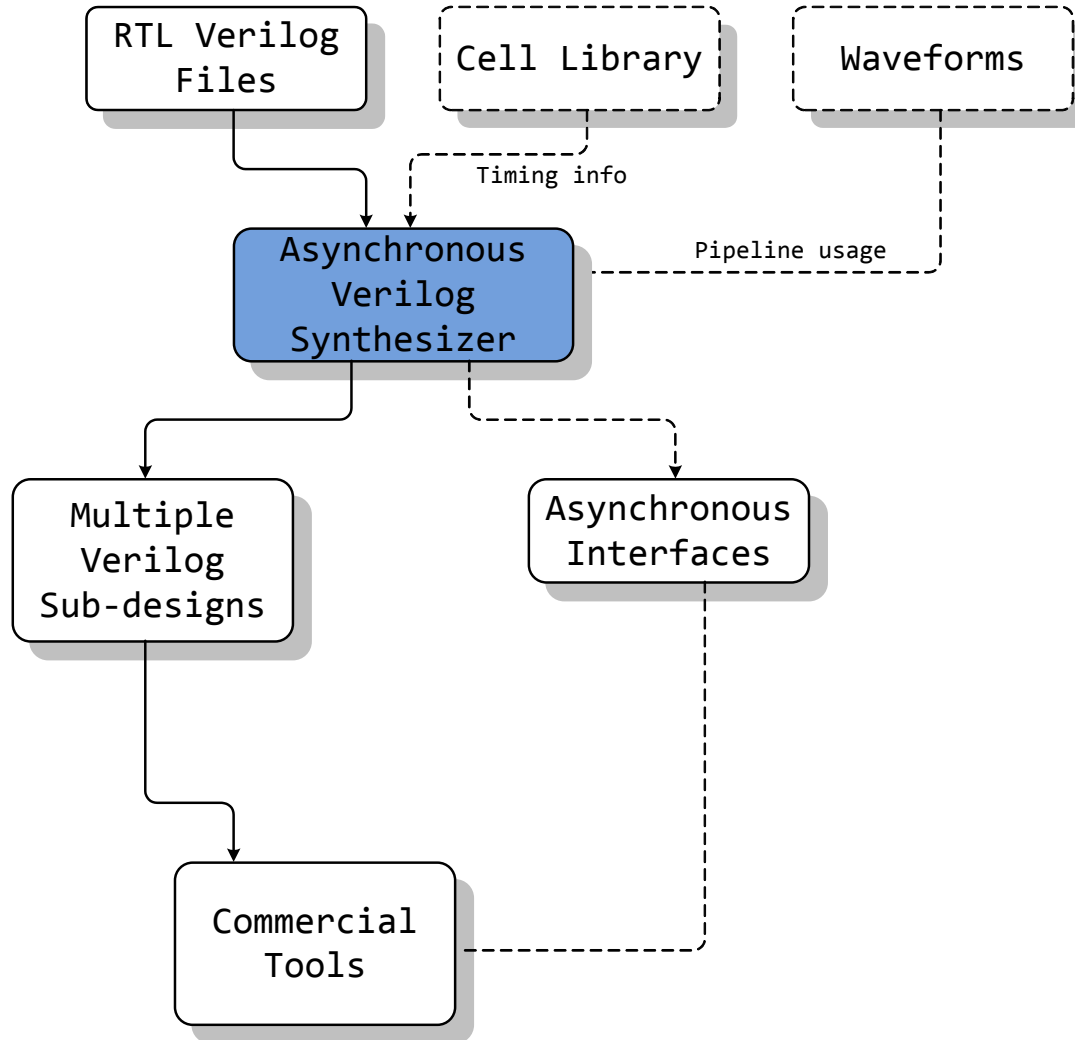 RTL Verilog
Files
Cell Library
Waveforms
Timing info
Pipeline usage
Asynchronous
Verilog
Synthesizer
Multiple
Verilog
Sub-designs
Asynchronous
Interfaces
Commercial
Tools